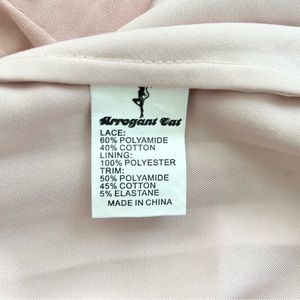 Arrogant Cat
LACE:
60% POLYAMIDE
40% COTTON
LINING:
100% POLYESTER
TRIM:
50% POLYAMIDE
45% COTTON
5% ELASTANE
MADE IN CHINA